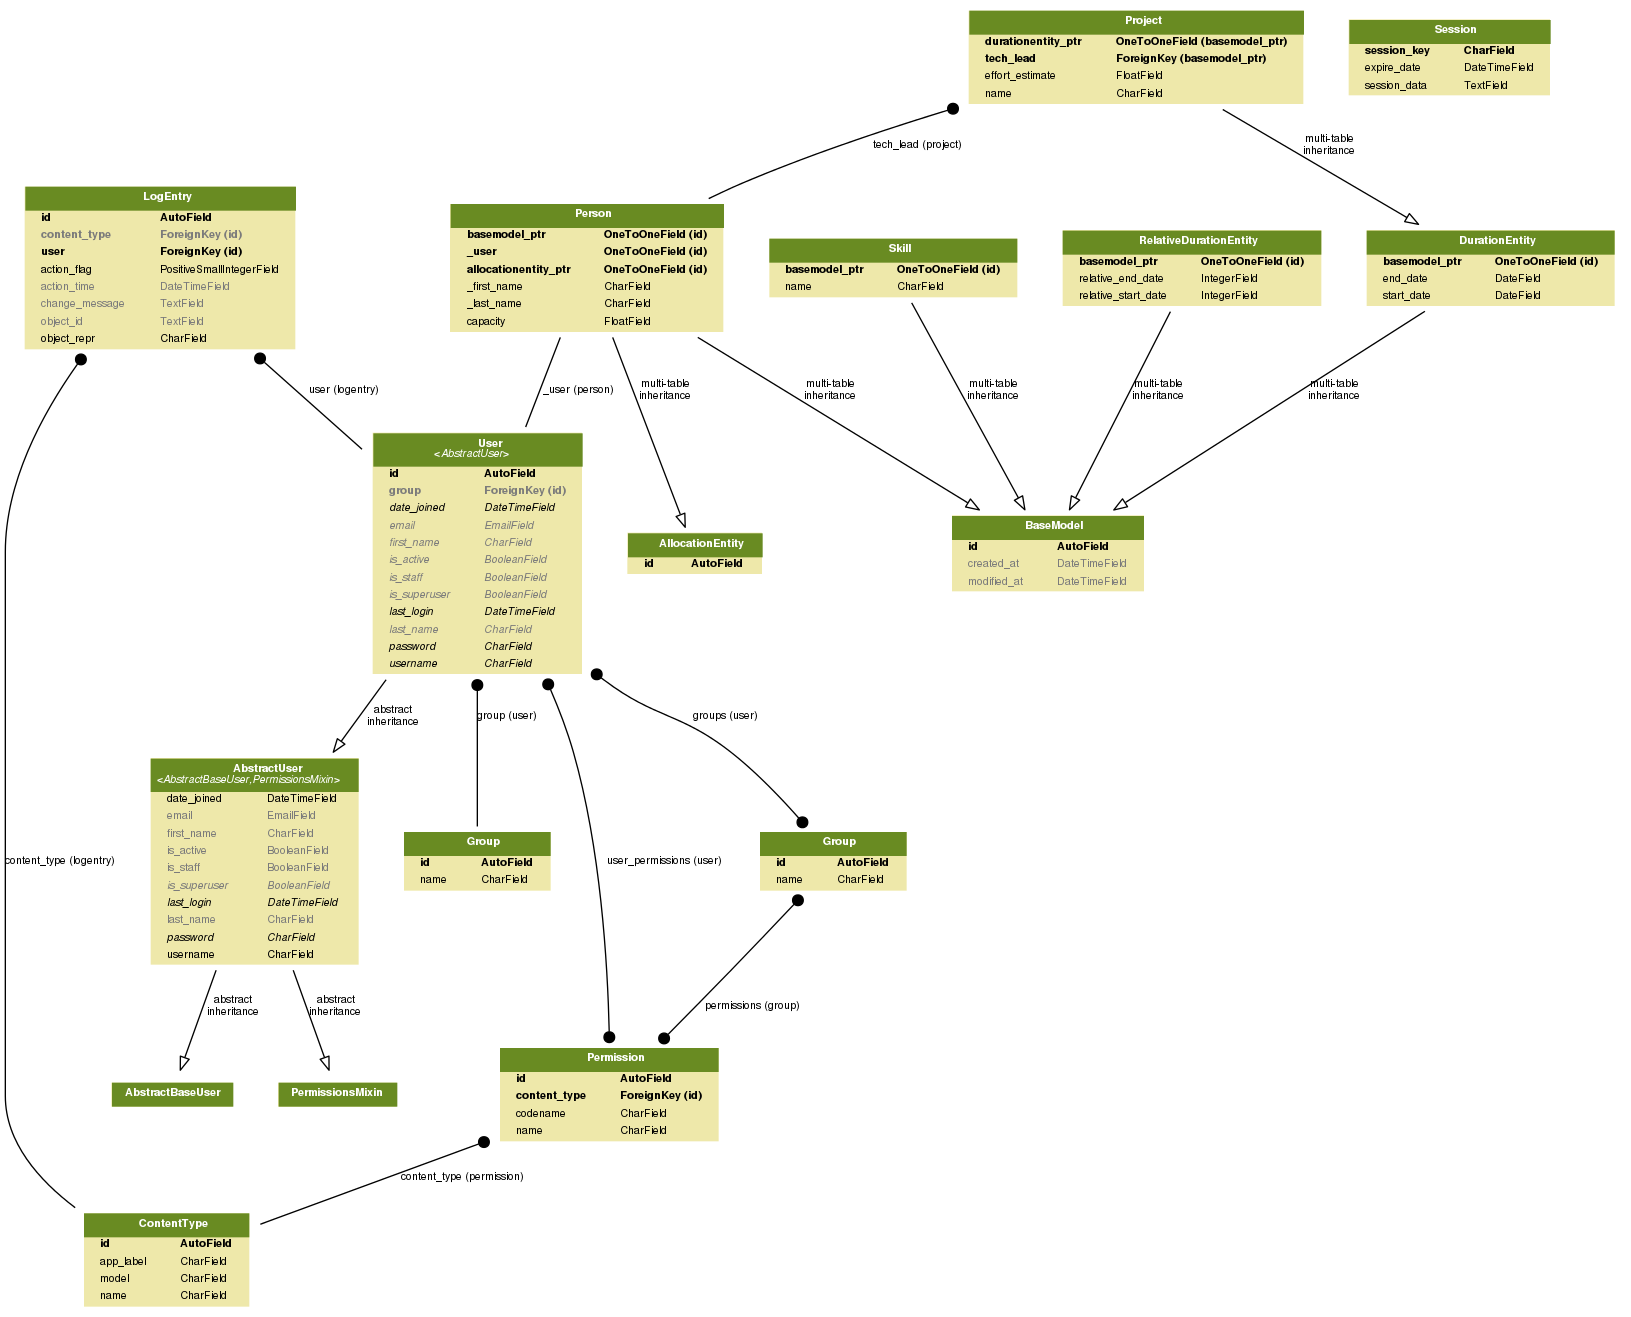 Project
durationentity_ptr OneToOneField (basemodel_ptr)
tech_lead ForeignKey (basemodel_ptr)
effort_estimate FloatField
name CharField
Session
session_key CharField
expire_date DateTimeField
session_data TextField
tech_lead (project)
multi-table
inheritance
LogEntry
id AutoField
content_type ForeignKey (id)
user ForeignKey (id)
action_flag PositiveSmallIntegerField
action_time DateTimeField
change_message TextField
object_id TextField
object_repr CharField
Person
basemodel_ptr OneToOneField (id)
_user OneToOneField (id)
allocationentity_ptr OneToOneField (id)
_first_name CharField
_last_name CharField
capacity FloatField
Skill
basemodel_ptr OneToOneField (id)
name CharField
RelativeDurationEntity
basemodel_ptr OneToOneField (id)
relative_end_date IntegerField
relative_start_date IntegerField
DurationEntity
basemodel_ptr OneToOneField (id)
end_date DateField
start_date DateField
user (logentry)
_user (person)
multi-table
inheritance
multi-table
inheritance
multi-table
inheritance
multi-table
inheritance
multi-table
inheritance
User
<AbstractUser>
id AutoField
group ForeignKey (id)
date_joined DateTimeField
email EmailField
first_name CharField
is_active BooleanField
is_staff BooleanField
is_superuser BooleanField
last_login DateTimeField
last_name CharField
password CharField
username CharField
AllocationEntity
id AutoField
BaseModel
id AutoField
created_at DateTimeField
modified_at DateTimeField
abstract
inheritance
group (user)
groups (user)
AbstractUser
<AbstractBaseUser,PermissionsMixin>
date_joined DateTimeField
email EmailField
first_name CharField
is_active BooleanField
is_staff BooleanField
is_superuser BooleanField
last_login DateTimeField
last_name CharField
password CharField
username CharField
Group
id AutoField
name CharField
Group
id AutoField
name CharField
content_type (logentry)
user_permissions (user)
abstract
inheritance
abstract
inheritance
permissions (group)
AbstractBaseUser
PermissionsMixin
Permission
id AutoField
content_type ForeignKey (id)
codename CharField
name CharField
content_type (permission)
ContentType
id AutoField
app_label CharField
model CharField
name CharField